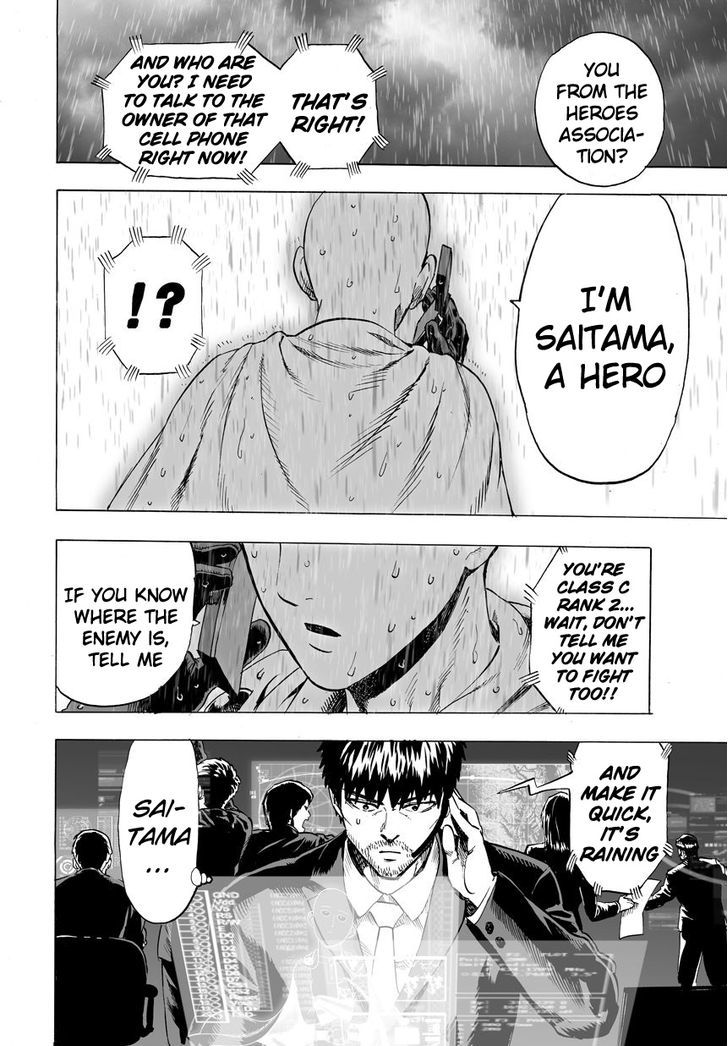 YOU
FROM THE
HEROES
ASSOCIA-
TION?
THAT'S
RIGHT!
AND WHO ARE
YOU? I NEED
TO TALK TO THE
OWNER OF THAT
CELL PHONE
RIGHT NOW!
I'M
SAITAMA,
A HERO
!?
YOU'RE
CLASS C
RANK 2...
WAIT, DON'T
TELL ME
YOU WANT
TO FIGHT
TOO!!
IF YOU KNOW
WHERE THE
ENEMY IS,
TELL ME
AND
MAKE IT
QUICK,
IT'S
RAINING
SAI-
TAMA
...